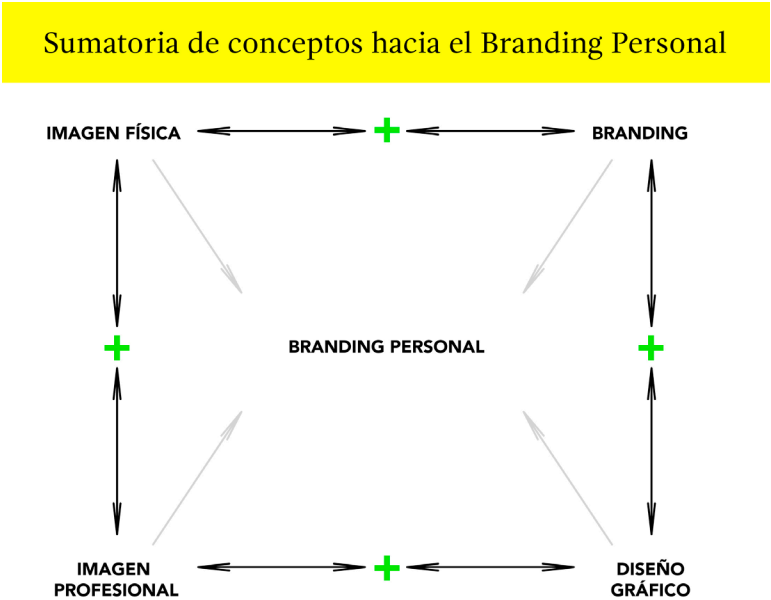 Sumatoria de conceptos hacia el Branding Personal
IMAGEN FÍSICA
BRANDING
BRANDING PERSONAL
IMAGEN
PROFESIONAL
DISEÑO
GRÁFICO